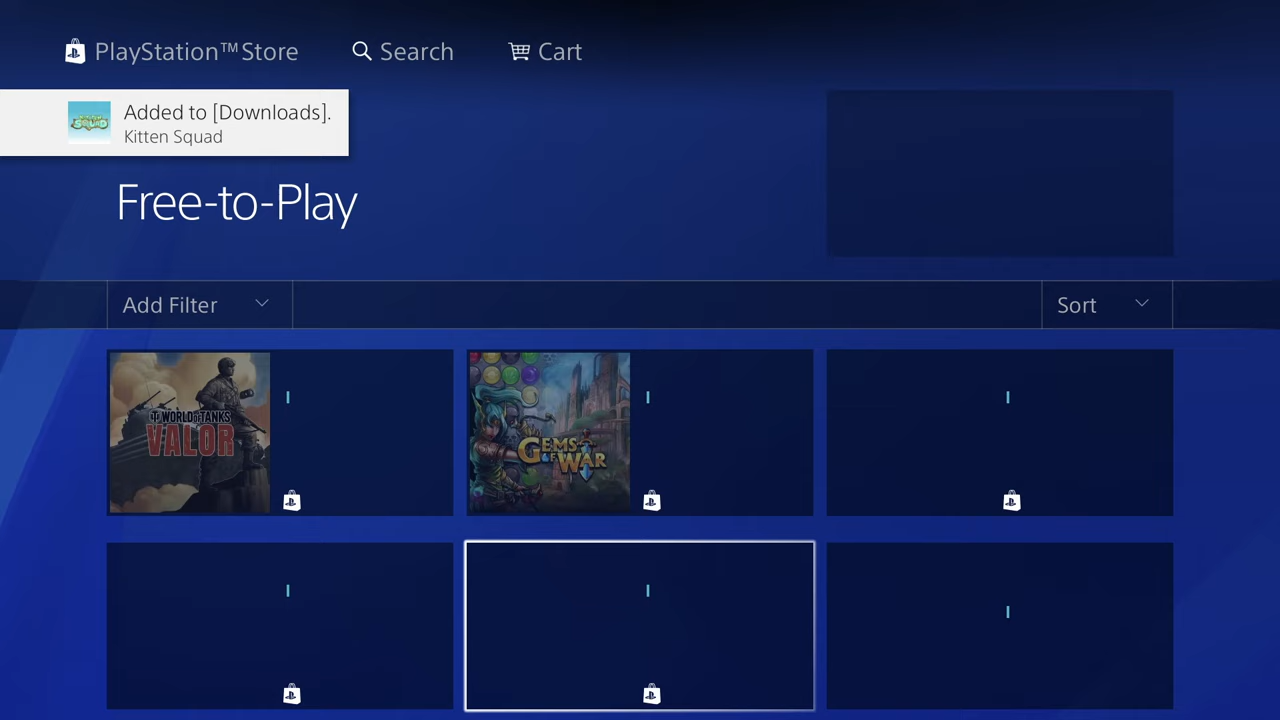 PlayStation™Store
Search
Cart
Added to [Downloads].
Kitten Squad
Free-to-Play
Add Filter
Sort
WORLD OF TANKS
VALOR
GEMS
OF WAR